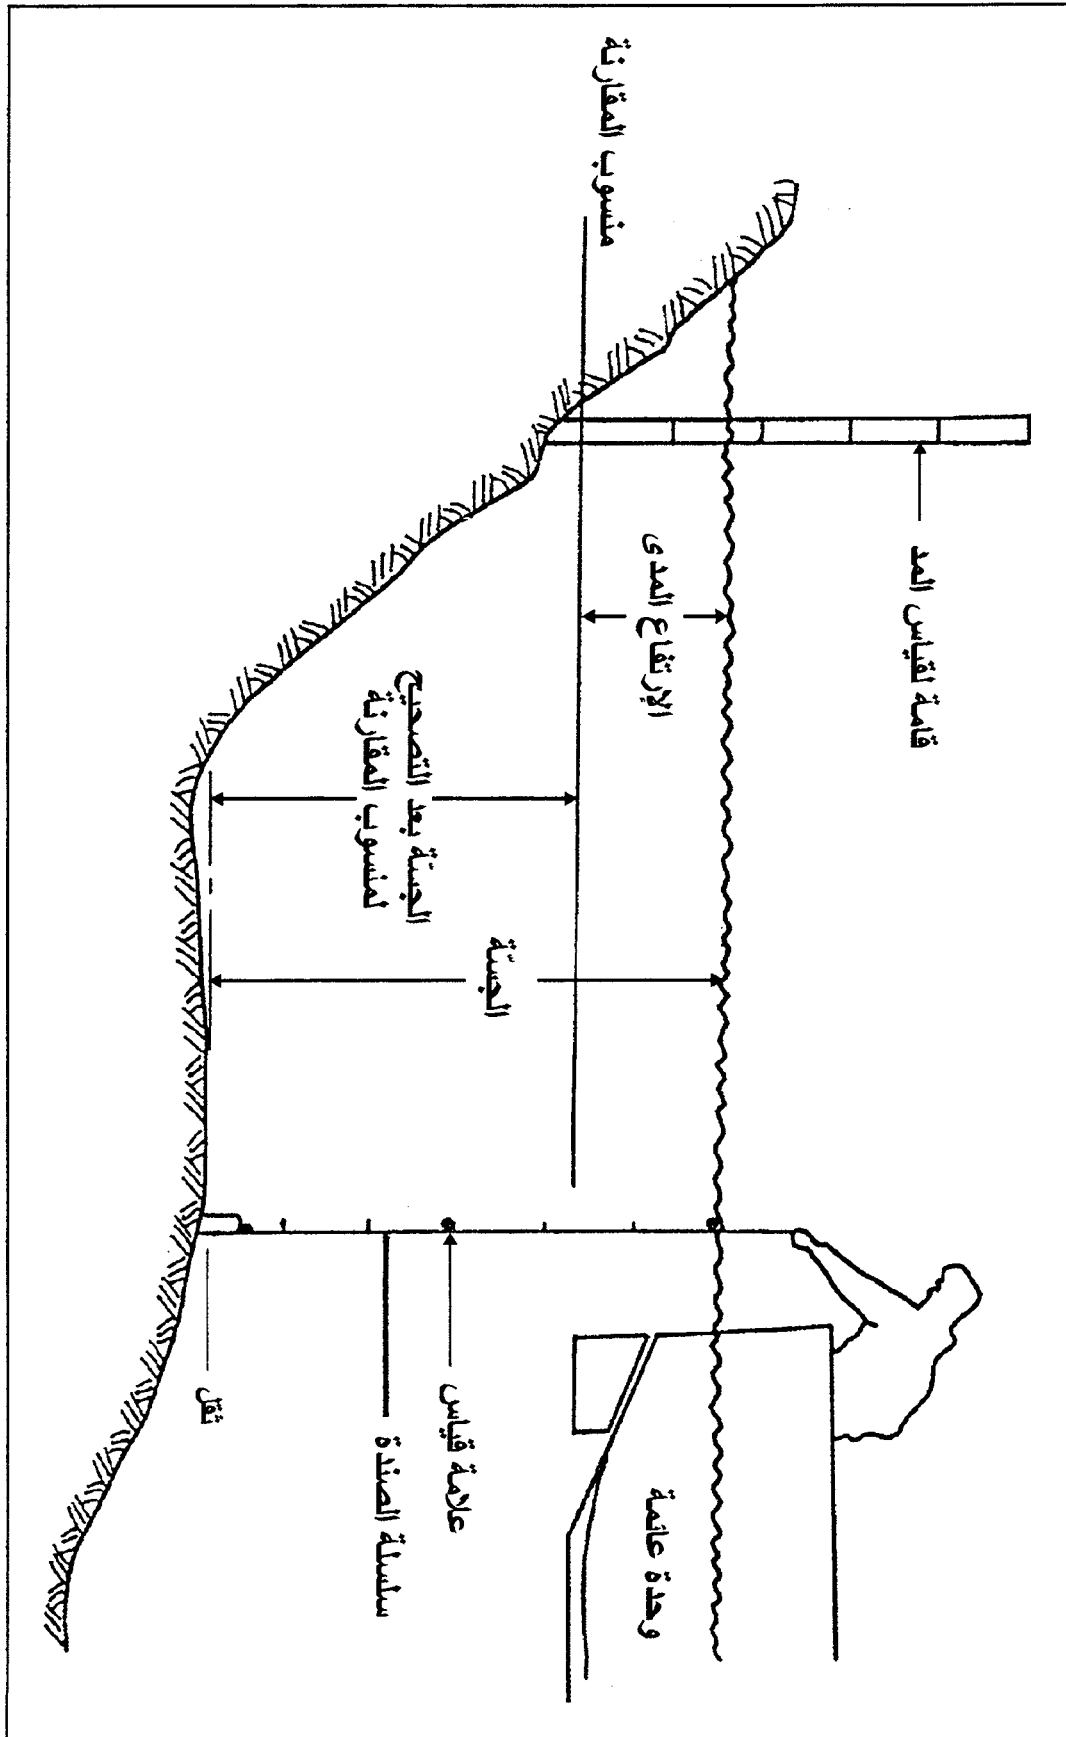 منسوب المقارنة
قامة لقياس المد
الإرتفاع المدى
الجسّة بعد التصحيح
لمنسوب المقارنة
الجسّة
وحدة عائمة
علامة قياس
سلسلة الصندة
ثقل